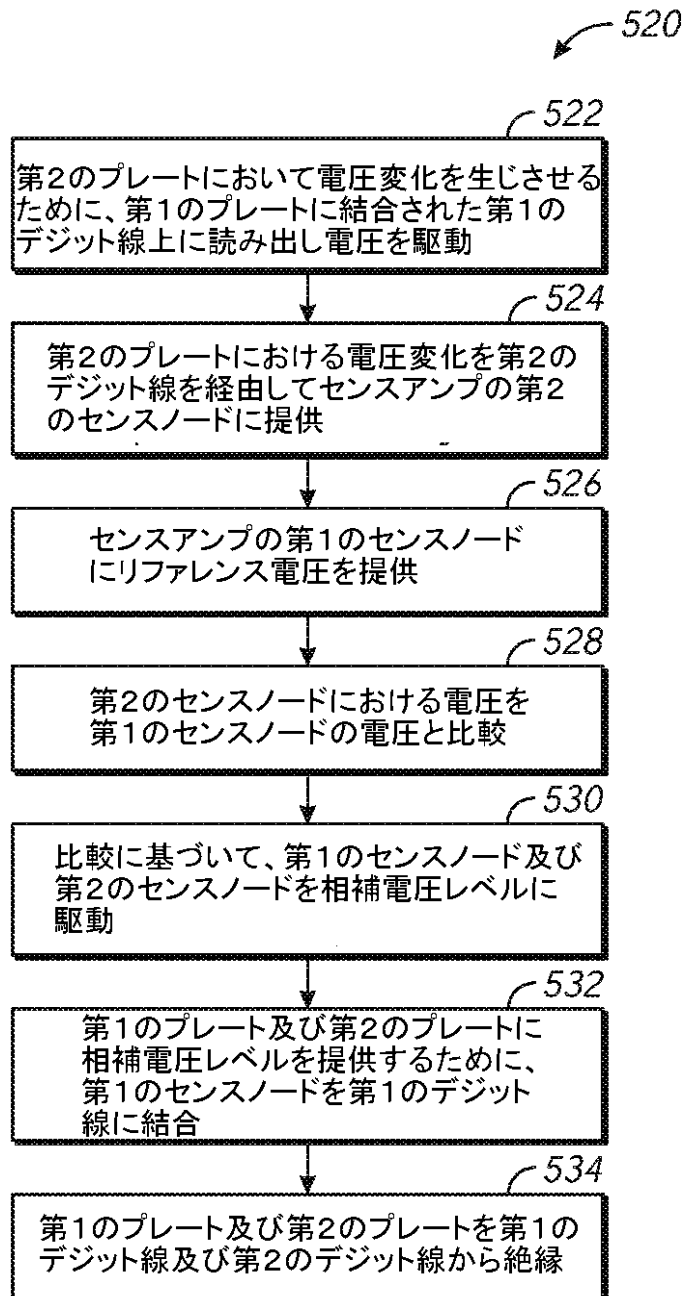 520
522
第2のプレートにおいて電圧変化を生じさせる
ために、第1のプレートに結合された第1の
デジット線上に読み出し電圧を駆動
524
第2のプレートにおける電圧変化を第2の
デジット線を経由してセンスアンプの第2
のセンスノードに提供
526
センスアンプの第1のセンスノード
にリファレンス電圧を提供
528
第2のセンスノードにおける電圧を
第1のセンスノードの電圧と比較
530
比較に基づいて、第1のセンスノード及び
第2のセンスノードを相補電圧レベルに
駆動
532
第1のプレート及び第2のプレートに
相補電圧レベルを提供するために、
第1のセンスノードを第1のデジット
線に結合
534
第1のプレート及び第2のプレートを第1の
デジット線及び第2のデジット線から絶縁